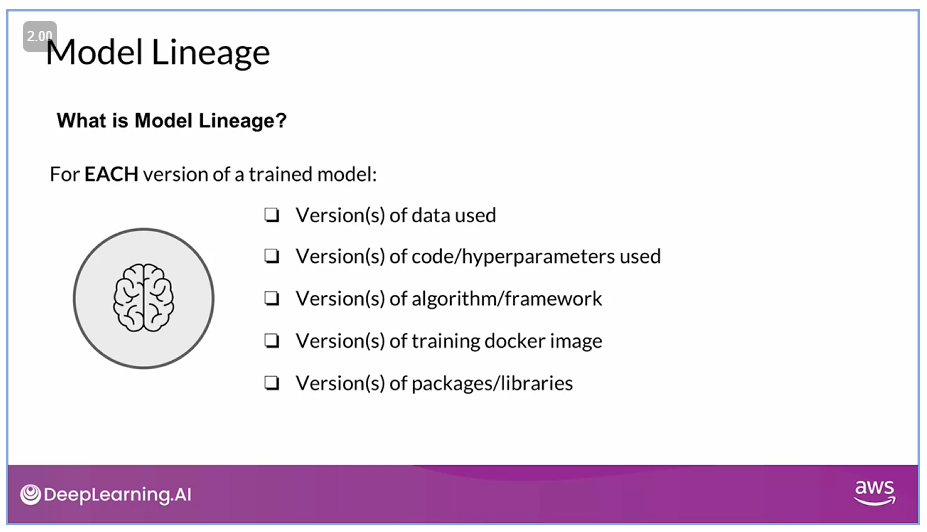 2.00
Model Lineage
What is Model Lineage?
For EACH version of a trained model:
Version(s) of data used
Version(s) of code/hyperparameters used
Version(s) of algorithm/framework
Version(s) of training docker image
Version(s) of packages/libraries
DeepLearning.AI
aws